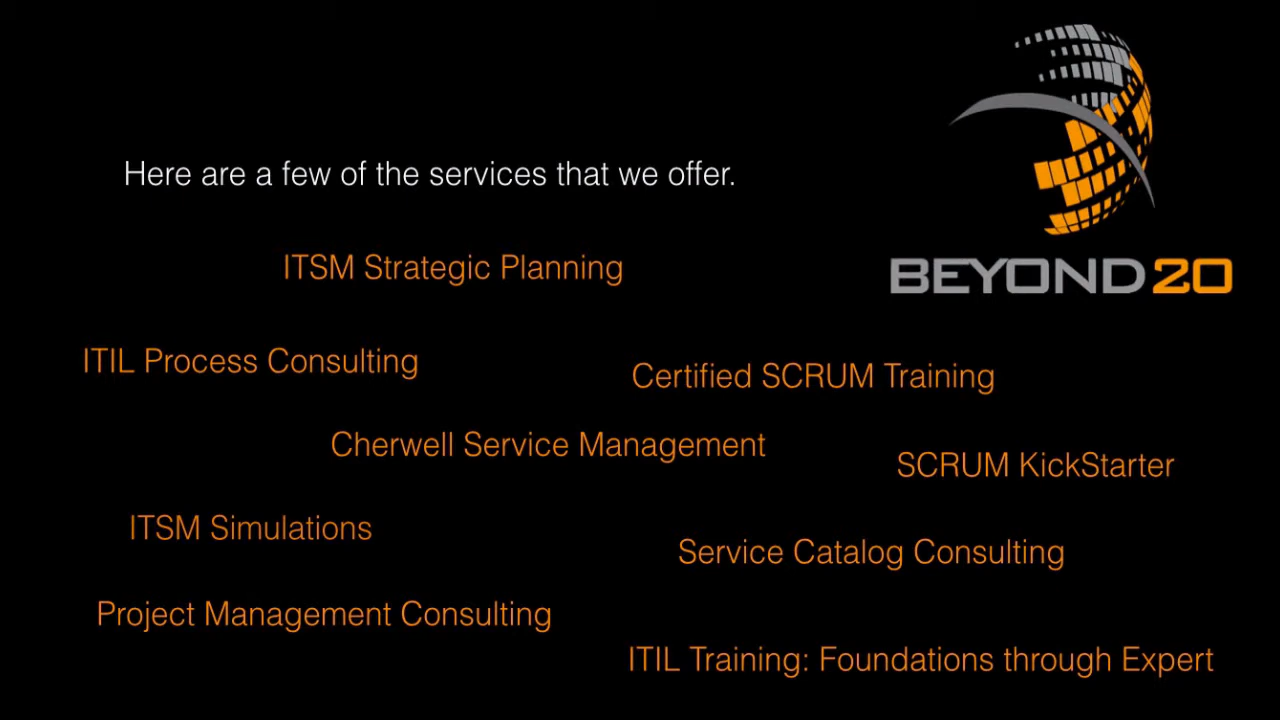 Here are a few of the services that we offer.
BEYOND20
ITSM Strategic Planning
ITIL Process Consulting
Certified SCRUM Training
Cherwell Service Management
SCRUM KickStarter
ITSM Simulations
Service Catalog Consulting
Project Management Consulting
ITIL Training: Foundations through Expert